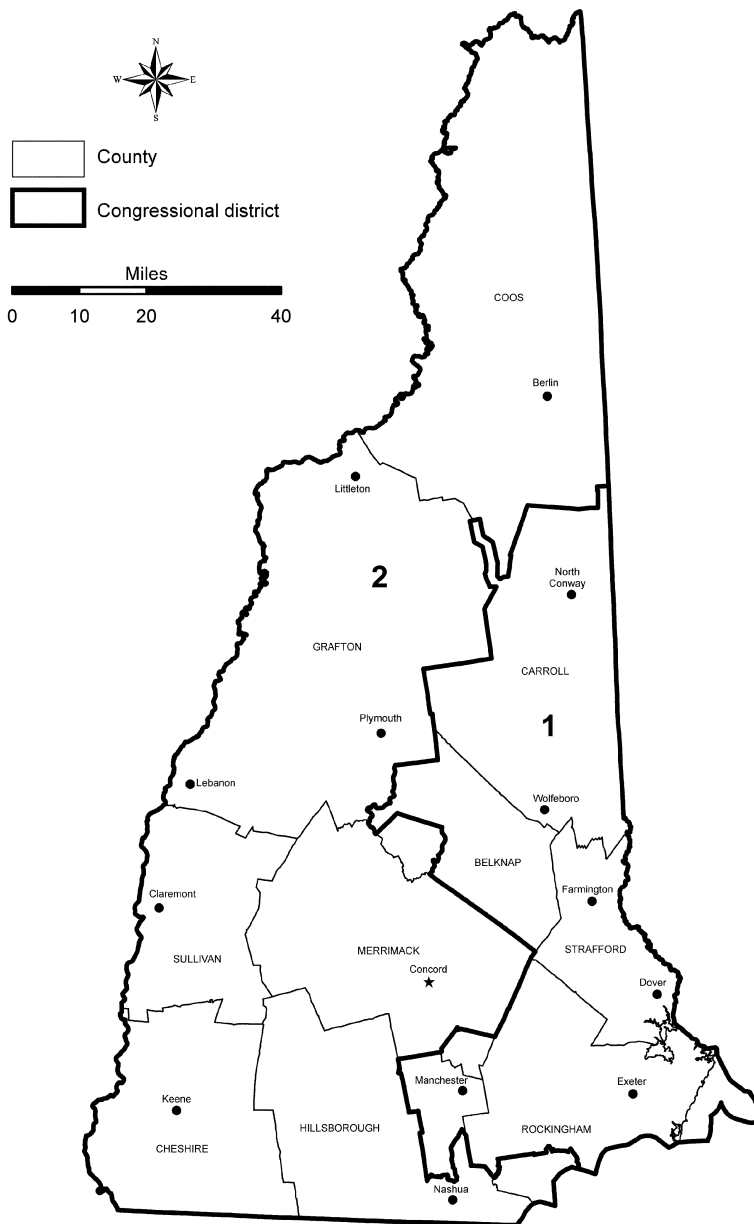 N
W E
S
County
Congressional district
Miles
0 10 20 40
COOS
Berlin
Littleton
2
North
Conway
GRAFTON
CARROLL
Plymouth
1
Lebanon
Wolfeboro
BELKNAP
Claremont
Farmington
MERRIMACK
STRAFFORD
SULLIVAN
Concord
Dover
Manchester
Exeter
Keene
HILLSBOROUGH
ROCKINGHAM
CHESHIRE
Nashua